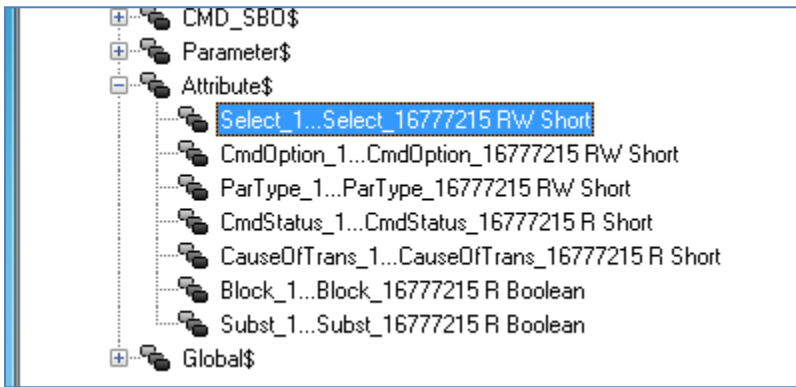 CMD_SBO$
Parameter$
Attribute$
Select_1...Select_16777215 RW Short
CmdOption_1...CmdOption_16777215 RW Short
ParType_1...ParType_16777215 RW Short
CmdStatus_1...CmdStatus_16777215 R Short
CauseOfTrans_1...CauseOfTrans_16777215 R Short
Block_1...Block_16777215 R Boolean
Subst_1...Subst_16777215 R Boolean
Global$